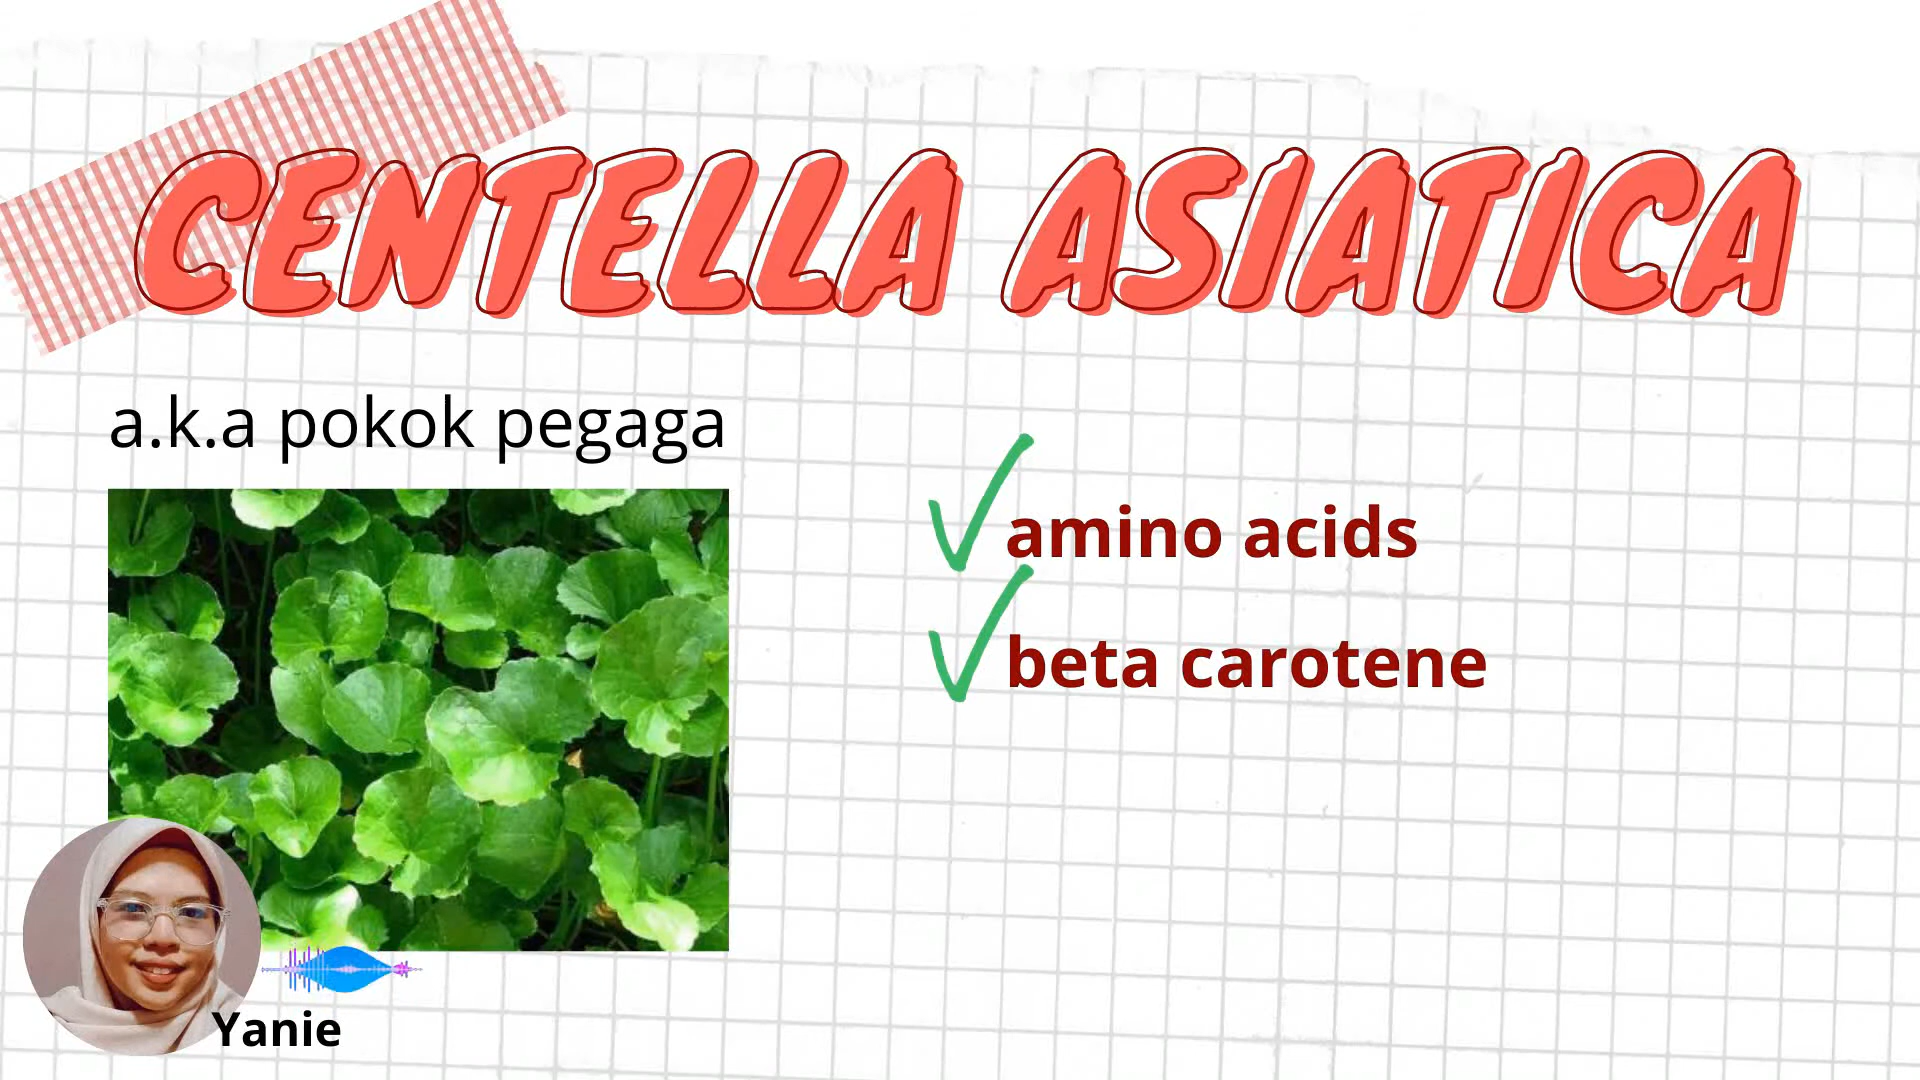 CENTELLA ASIATICA
a.k.a pokok pegaga
amino acids
beta carotene
Yanie